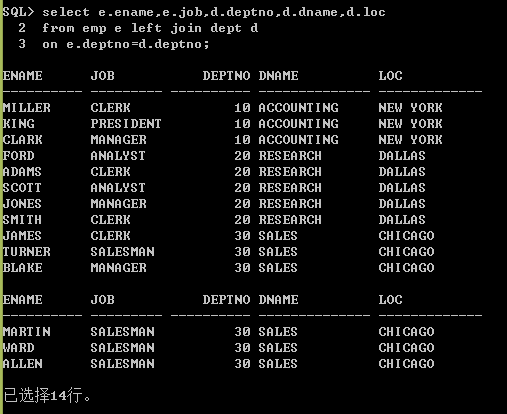 SQL> select e.ename,e.job,d.deptno,d.dname,d.loc
  2  from emp e left join dept d
  3  on e.deptno=d.deptno;
ENAME      JOB           DEPTNO DNAME          LOC
---------- --------- ---------- -------------- -------------
MILLER     CLERK             10 ACCOUNTING     NEW YORK
KING       PRESIDENT         10 ACCOUNTING     NEW YORK
CLARK      MANAGER           10 ACCOUNTING     NEW YORK
FORD       ANALYST           20 RESEARCH       DALLAS
ADAMS      CLERK             20 RESEARCH       DALLAS
SCOTT      ANALYST           20 RESEARCH       DALLAS
JONES      MANAGER           20 RESEARCH       DALLAS
SMITH      CLERK             20 RESEARCH       DALLAS
JAMES      CLERK             30 SALES          CHICAGO
TURNER     SALESMAN          30 SALES          CHICAGO
BLAKE      MANAGER           30 SALES          CHICAGO
ENAME      JOB           DEPTNO DNAME          LOC
---------- --------- ---------- -------------- -------------
MARTIN     SALESMAN          30 SALES          CHICAGO
WARD       SALESMAN          30 SALES          CHICAGO
ALLEN      SALESMAN          30 SALES          CHICAGO
已选择14行。